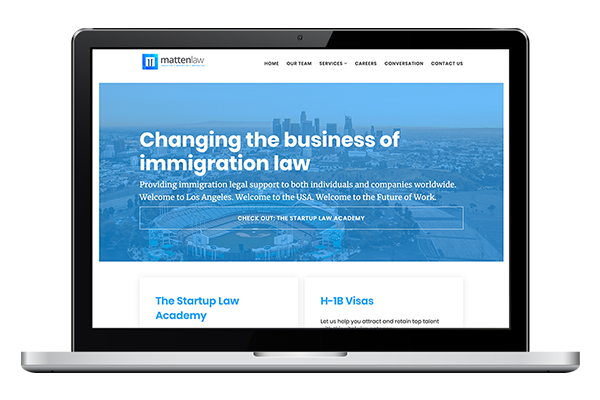 mattenlaw
HOME OUR TEAM SERVICES CAREERS CONVERSATION CONTACT US
Changing the business of
immigration law
Providing immigration legal support to both individuals and companies worldwide.
Welcome to Los Angeles. Welcome to the USA. Welcome to the Future of Work.
CHECK OUT: THE STARTUP LAW ACADEMY
The Startup Law
Academy
H-1B Visas
Let us help you attract and retain top talent